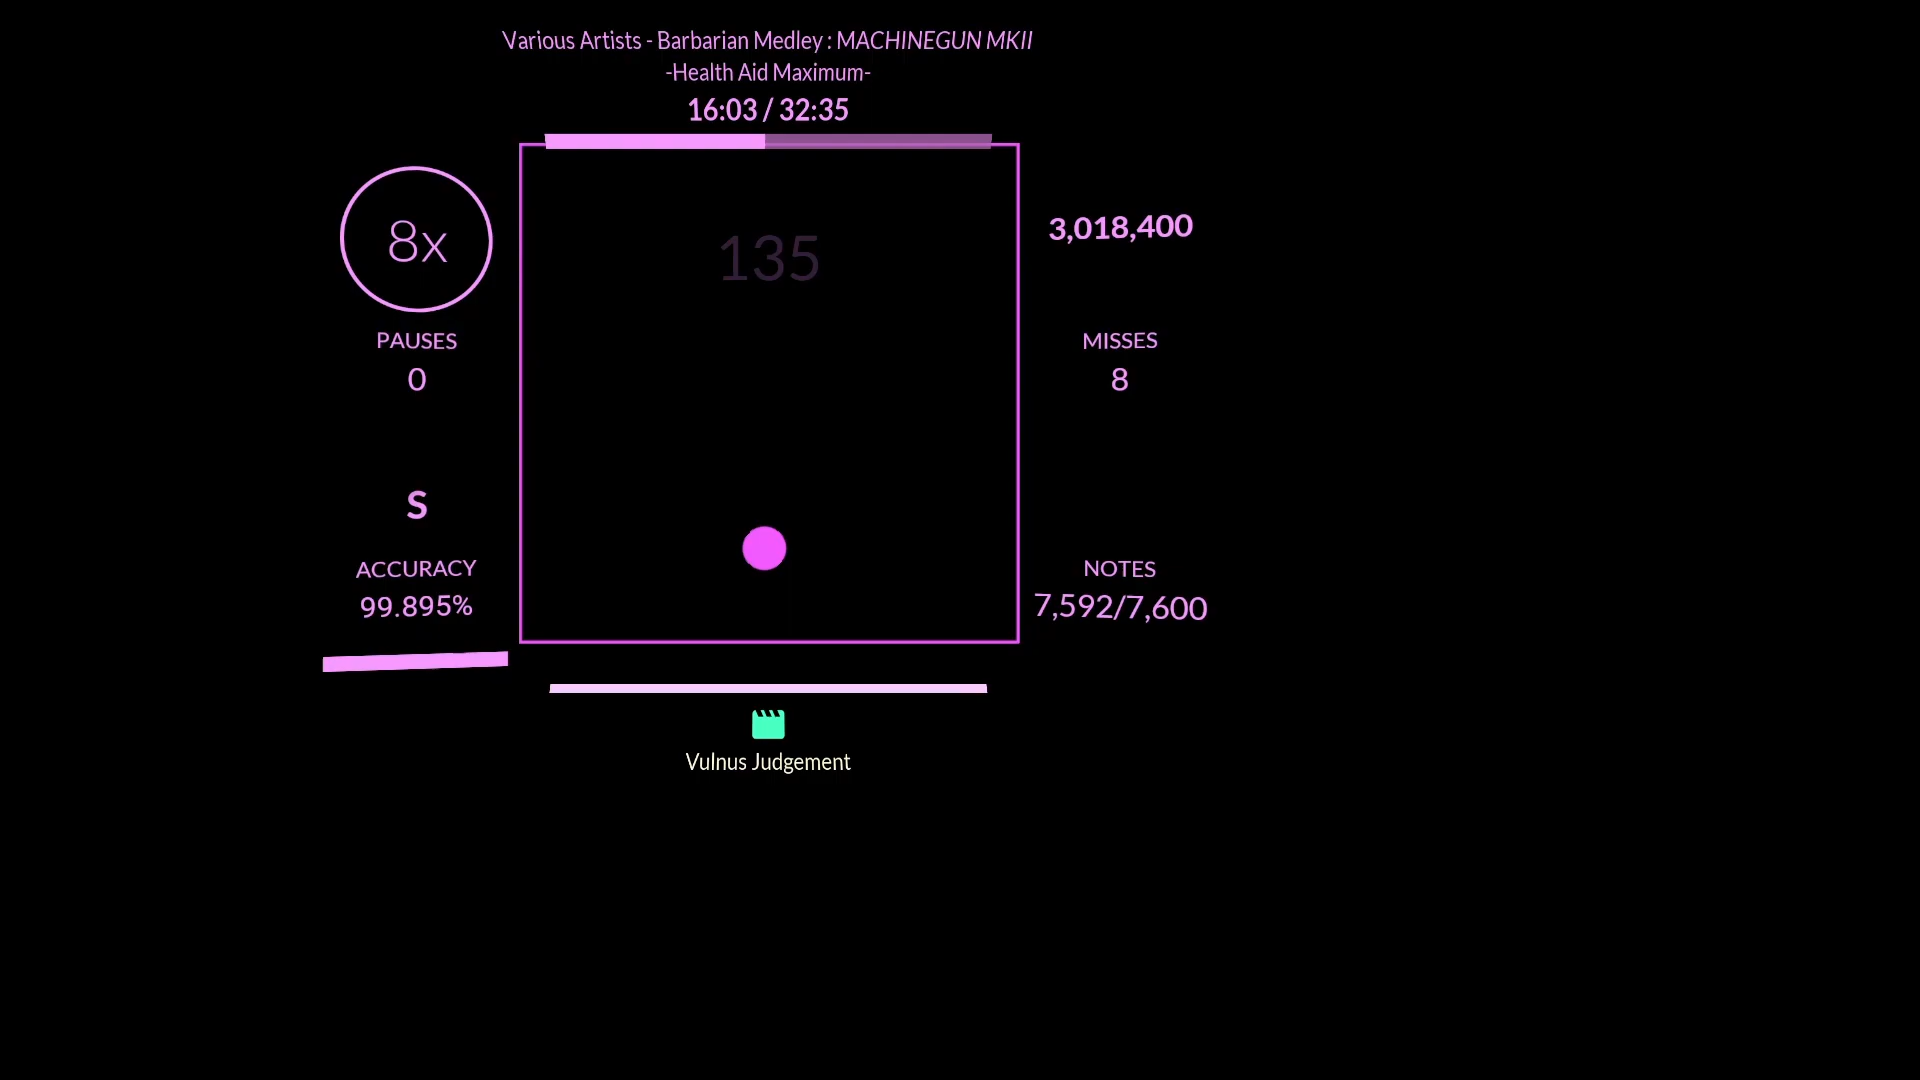 Various Artists - Barbarian Medley : MACHINEGUN MKII
-Health Aid Maximum-
16:03 / 32:35
8x
135
3,018,400
PAUSES
0
MISSES
8
S
ACCURACY
99.895%
NOTES
7,592/7,600
Vulnus Judgement